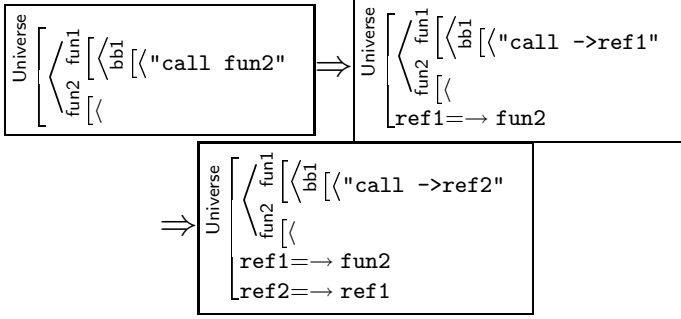 Universe
fun1
bb1
"call fun2"
fun2
⇒
Universe
fun1
bb1
"call ->ref1"
fun2
ref1=→ fun2
⇒
Universe
fun1
bb1
"call ->ref2"
fun2
ref1=→ fun2
ref2=→ ref1